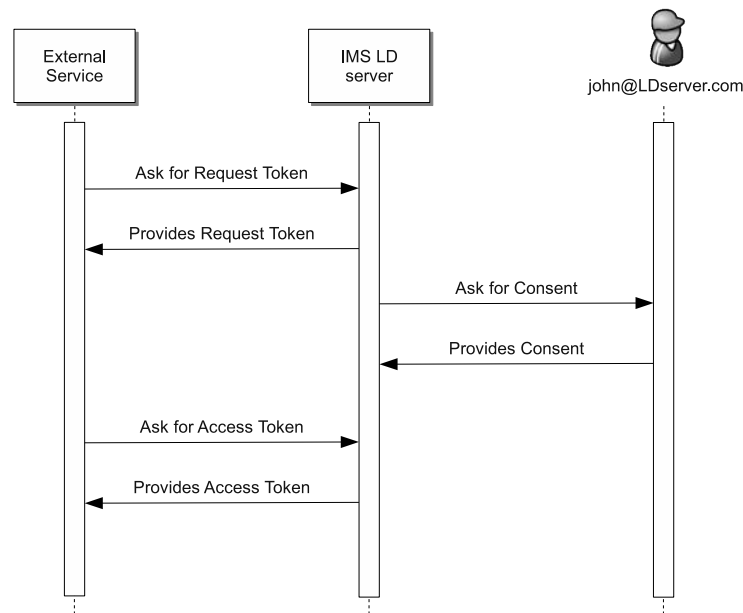 External
Service
IMS LD
server
john@LDserver.com
Ask for Request Token
Provides Request Token
Ask for Consent
Provides Consent
Ask for Access Token
Provides Access Token